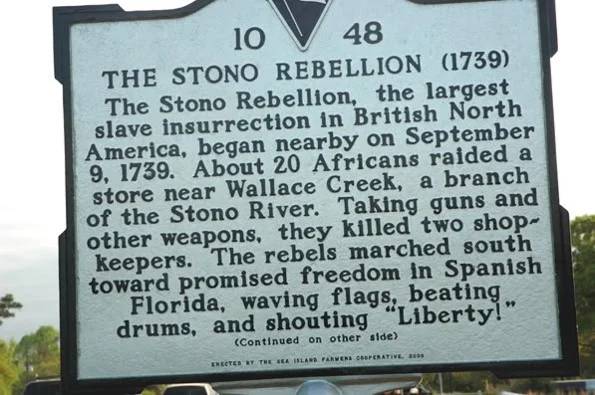 10 48
THE STONO REBELLION (1739)
The Stono Rebellion, the largest
slave insurrection in British North
America, began nearby on September
9, 1739. About 20 Africans raided a
store near Wallace Creek, a branch
of the Stono River. Taking guns and
other weapons, they killed two shop~
keepers. The rebels marched south
toward promised freedom in Spanish
Florida, waving flags, beating
drums, and shouting "Liberty!"
(Continued on other side)
ERECTED BY THE SEA ISLAND FARMERS COOPERATIVE, 2006